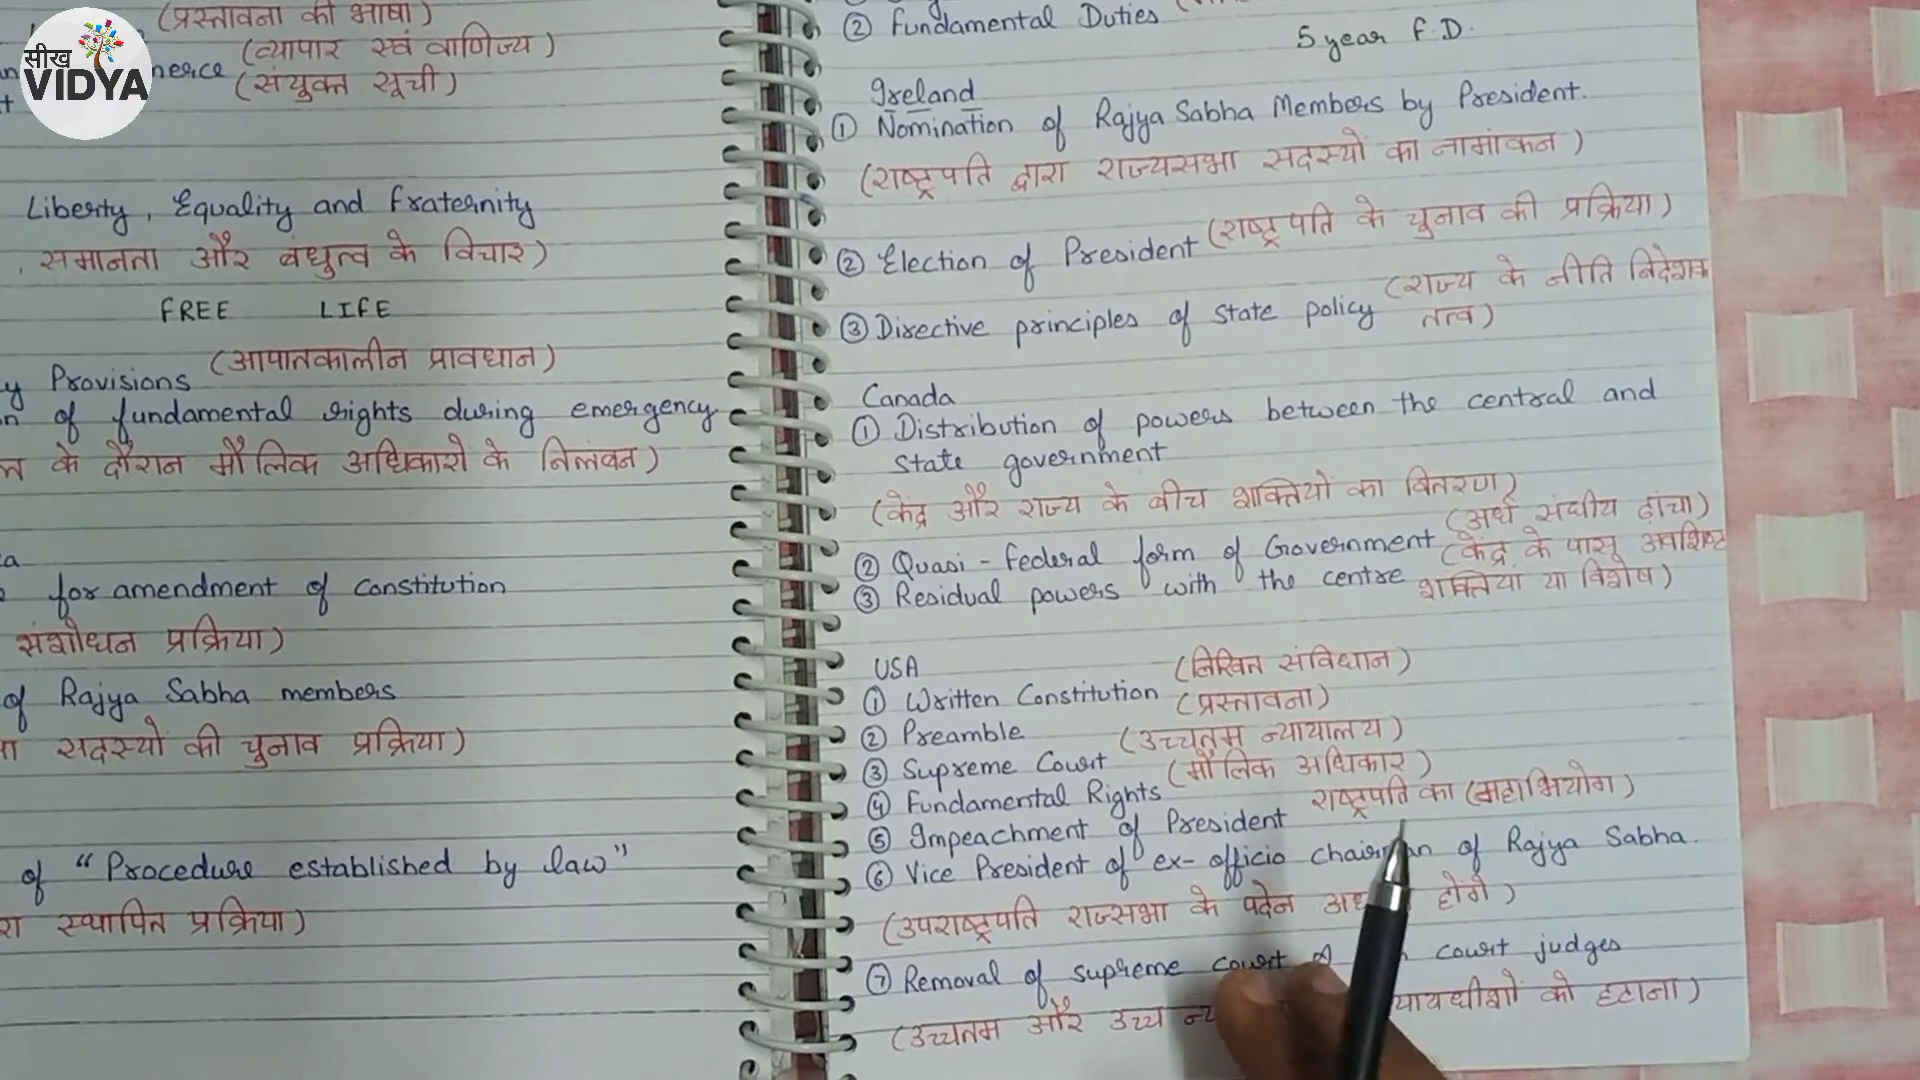 सीख
VIDYA
(प्रस्तावना की भाषा)
(व्यापार एवं वाणिज्य)
(संयुक्त सूची)
Liberty, Equality and Fraternity
समानता और बंधुत्व के विचार)
FREE LIFE
(आपातकालीन प्रावधान)
Provisions
of fundamental rights during emergency
के दौरान मौलिक अधिकारो के निलंबन)
for amendment of constitution
संशोधन प्रक्रिया)
of Rajya Sabha members
सदस्यों की चुनाव प्रक्रिया)
of "Procedure established by law"
स्थापित प्रक्रिया)
② Fundamental Duties
5 year F.D.
Ireland
① Nomination of Rajya Sabha Members by President.
(राष्ट्रपति द्वारा राज्यसभा सदस्यों का नामांकन)
② Election of President (राष्ट्रपति के चुनाव की प्रक्रिया)
③ Directive principles of state policy (राज्य के नीति निदेशक
तत्व)
Canada
① Distribution of powers between the central and
state government
(केंद्र और राज्य के बीच शक्तियों का वितरण)
② Quasi - federal form of Government (अर्ध संघीय ढांचा)
③ Residual powers with the centre (केंद्र के पास अवशिष्ट
शक्तियां या विशेष)
USA
① Written Constitution (लिखित संविधान)
② Preamble (प्रस्तावना)
③ Supreme Court (उच्चतम न्यायालय)
④ Fundamental Rights (मौलिक अधिकार)
⑤ Impeachment of President राष्ट्रपति का (महाभियोग)
⑥ Vice President of ex-officio chairman of Rajya Sabha.
(उपराष्ट्रपति राज्सभा के पदेन होंगे)
⑦ Removal of supreme court court judges
(उच्चतम और उच्च को हटाना)